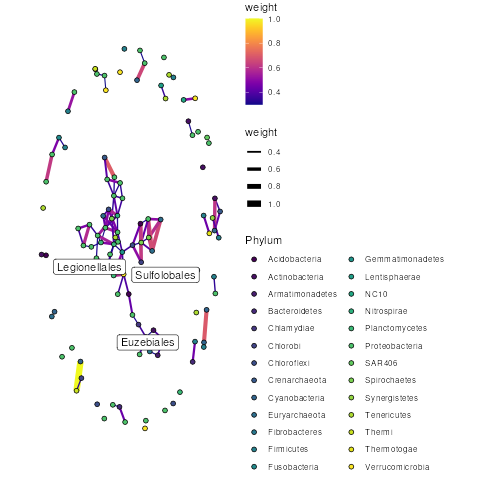 weight
1.0
0.8
0.6
0.4
weight
0.4
0.6
0.8
1.0
Legionellales
Sulfolobales
Euzebiales
Phylum
Acidobacteria
Actinobacteria
Armatimonadetes
Bacteroidetes
Chlamydiae
Chlorobi
Chloroflexi
Crenarchaeota
Cyanobacteria
Euryarchaeota
Fibrobacteres
Firmicutes
Fusobacteria
Gemmatimonadetes
Lentisphaerae
NC10
Nitrospirae
Planctomycetes
Proteobacteria
SAR406
Spirochaetes
Synergistetes
Tenericutes
Thermi
Thermotogae
Verrucomicrobia